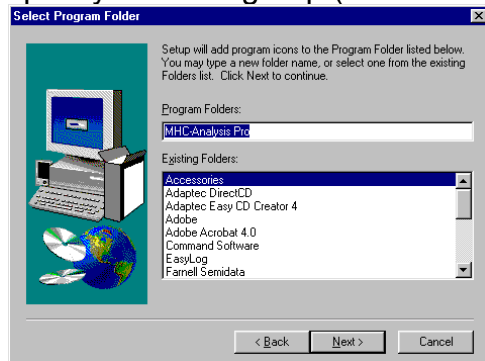 Select Program Folder
Setup will add program icons to the Program Folder listed below.
You may type a new folder name, or select one from the existing
Folders list. Click Next to continue.
Program Folders:
MHC-Analysis Pro
Existing Folders:
Accessories
Adaptec DirectCD
Adaptec Easy CD Creator 4
Adobe
Adobe Acrobat 4.0
Command Software
EasyLog
Farnell Semidata
< Back
Next >
Cancel